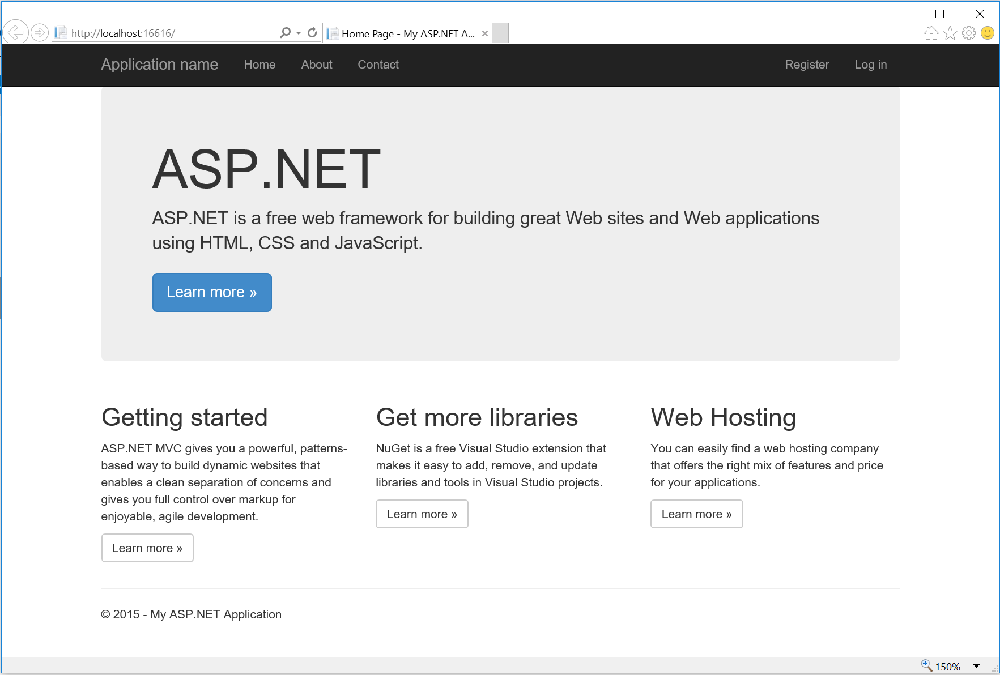 http://localhost:16616/
Home Page - My ASP.NET A...
Application name
Home
About
Contact
Register
Log in
ASP.NET
ASP.NET is a free web framework for building great Web sites and Web applications
using HTML, CSS and JavaScript.
Learn more »
Getting started
ASP.NET MVC gives you a powerful, patterns-
based way to build dynamic websites that
enables a clean separation of concerns and
gives you full control over markup for
enjoyable, agile development.
Learn more »
Get more libraries
NuGet is a free Visual Studio extension that
makes it easy to add, remove, and update
libraries and tools in Visual Studio projects.
Learn more »
Web Hosting
You can easily find a web hosting company
that offers the right mix of features and price
for your applications.
Learn more »
© 2015 - My ASP.NET Application
150%